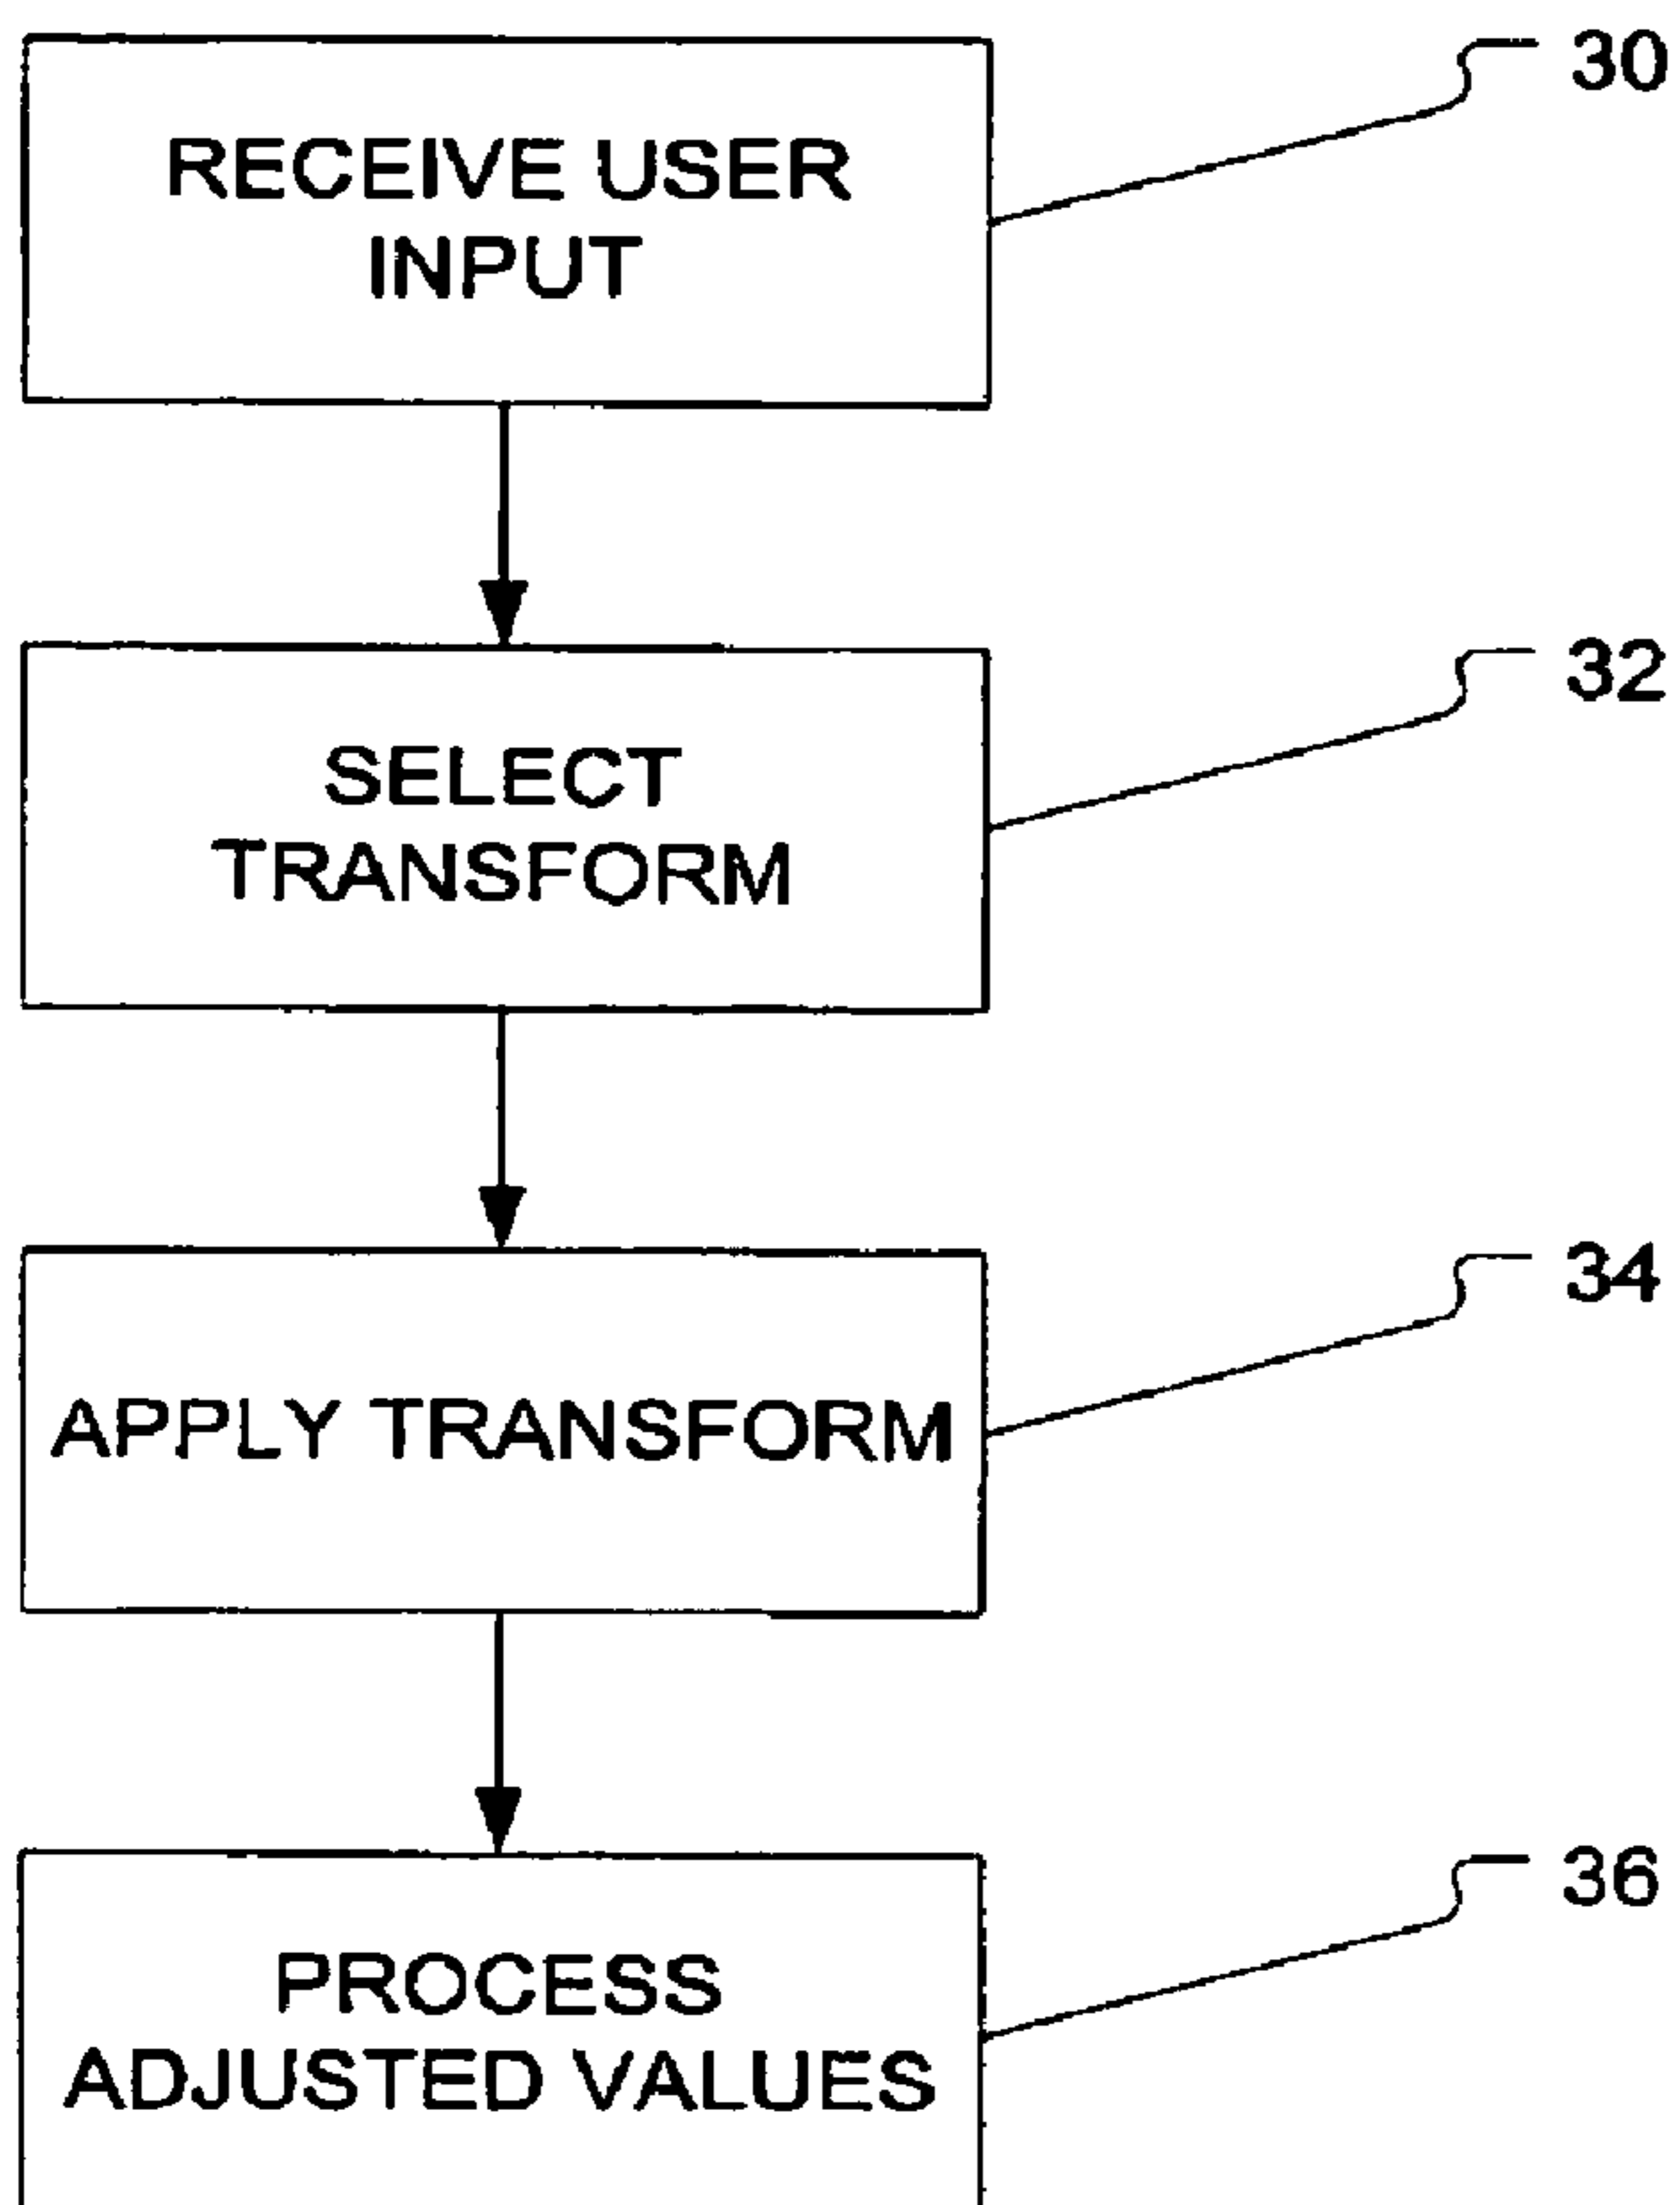 RECEIVE USER
INPUT
30
SELECT
TRANSFORM
32
APPLY TRANSFORM
34
PROCESS
ADJUSTED VALUES
36